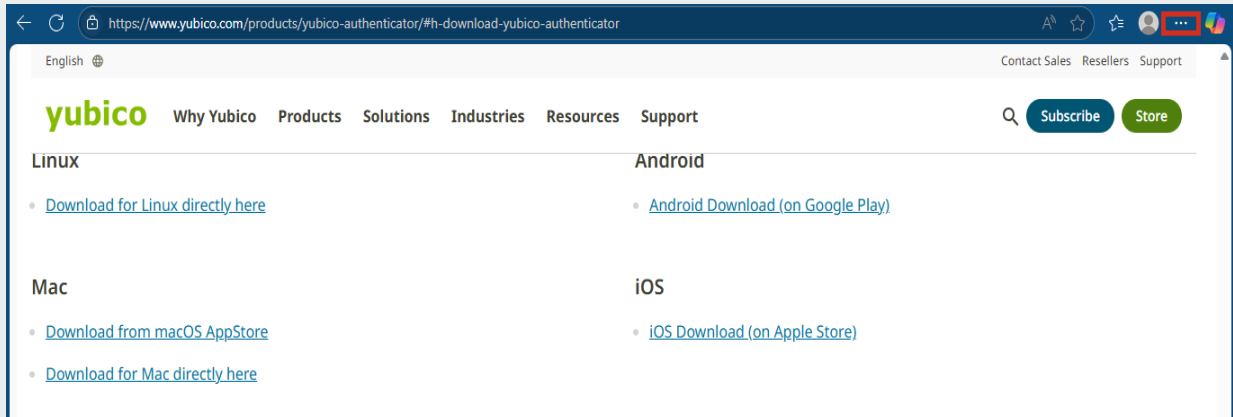 https://www.yubico.com/products/yubico-authenticator/#h-download-yubico-authenticator
English
Contact Sales Resellers Support
yubico Why Yubico Products Solutions Industries Resources Support Subscribe Store
Linux
Download for Linux directly here
Android
Android Download (on Google Play)
Mac
Download from macOS AppStore
Download for Mac directly here
iOS
iOS Download (on Apple Store)